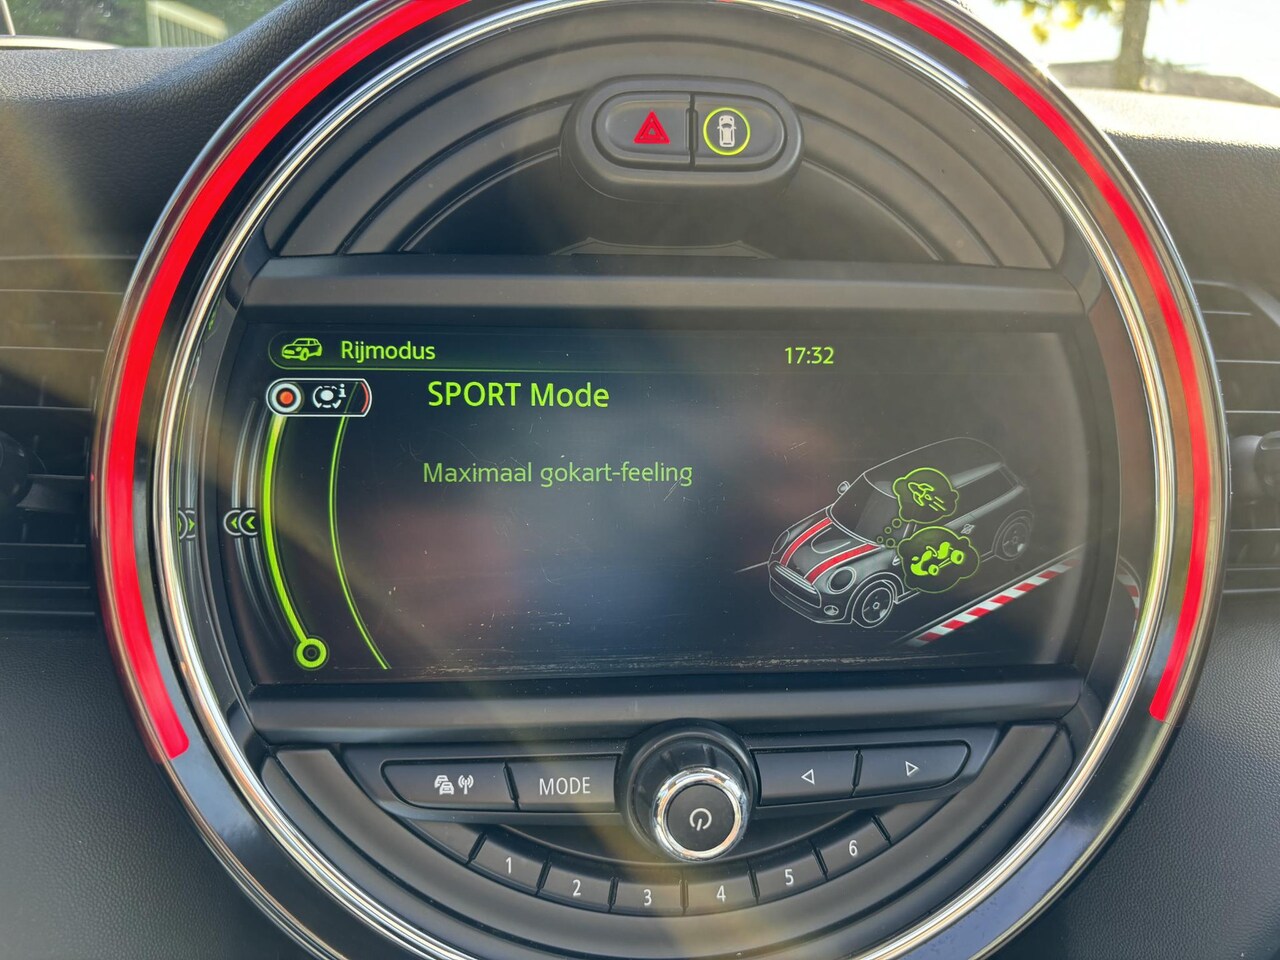 Rijmodus 17:32
SPORT Mode
Maximaal gokart-feeling
MODE
1 2 3 4 5 6